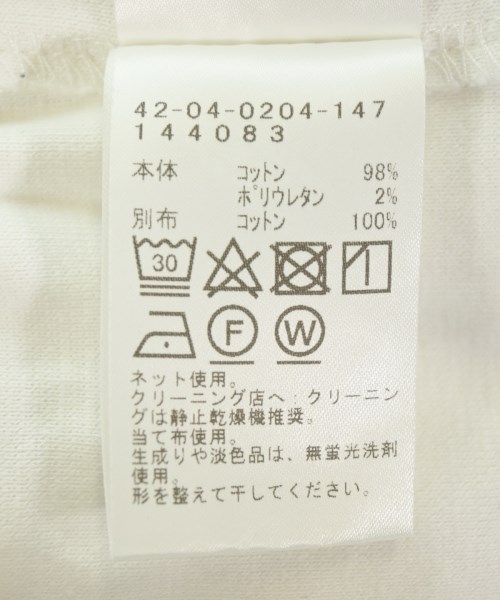 42-04-0204-147
144083
本体 コットン 98%
ポリウレタン 2%
別布 コットン 100%
30
F W
ネット使用。
クリーニング店へ：クリーニン
グは静止乾燥機推奨。
当て布使用。
生成りや淡色品は、無蛍光洗剤
使用。
形を整えて干してください。